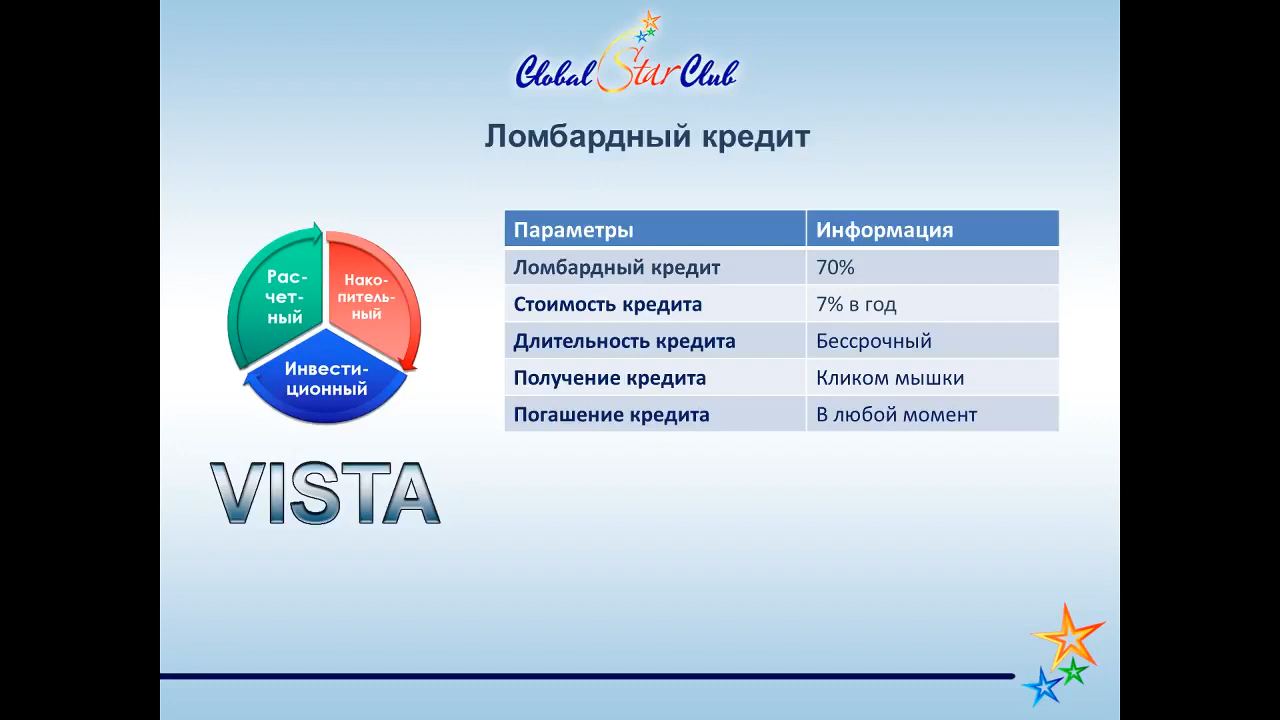 Global Star Club
Ломбардный кредит
Рас-
чет-
ный
Нако-
питель-
ный
Инвести-
ционный
VISTA
Параметры Информация
Ломбардный кредит 70%
Стоимость кредита 7% в год
Длительность кредита Бессрочный
Получение кредита Кликом мышки
Погашение кредита В любой момент